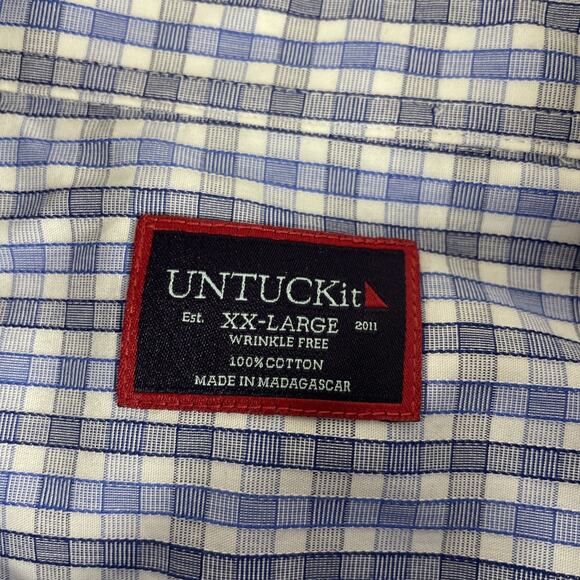 UNTUCKit
Est. XX-LARGE 2011
WRINKLE FREE
100% COTTON
MADE IN MADAGASCAR